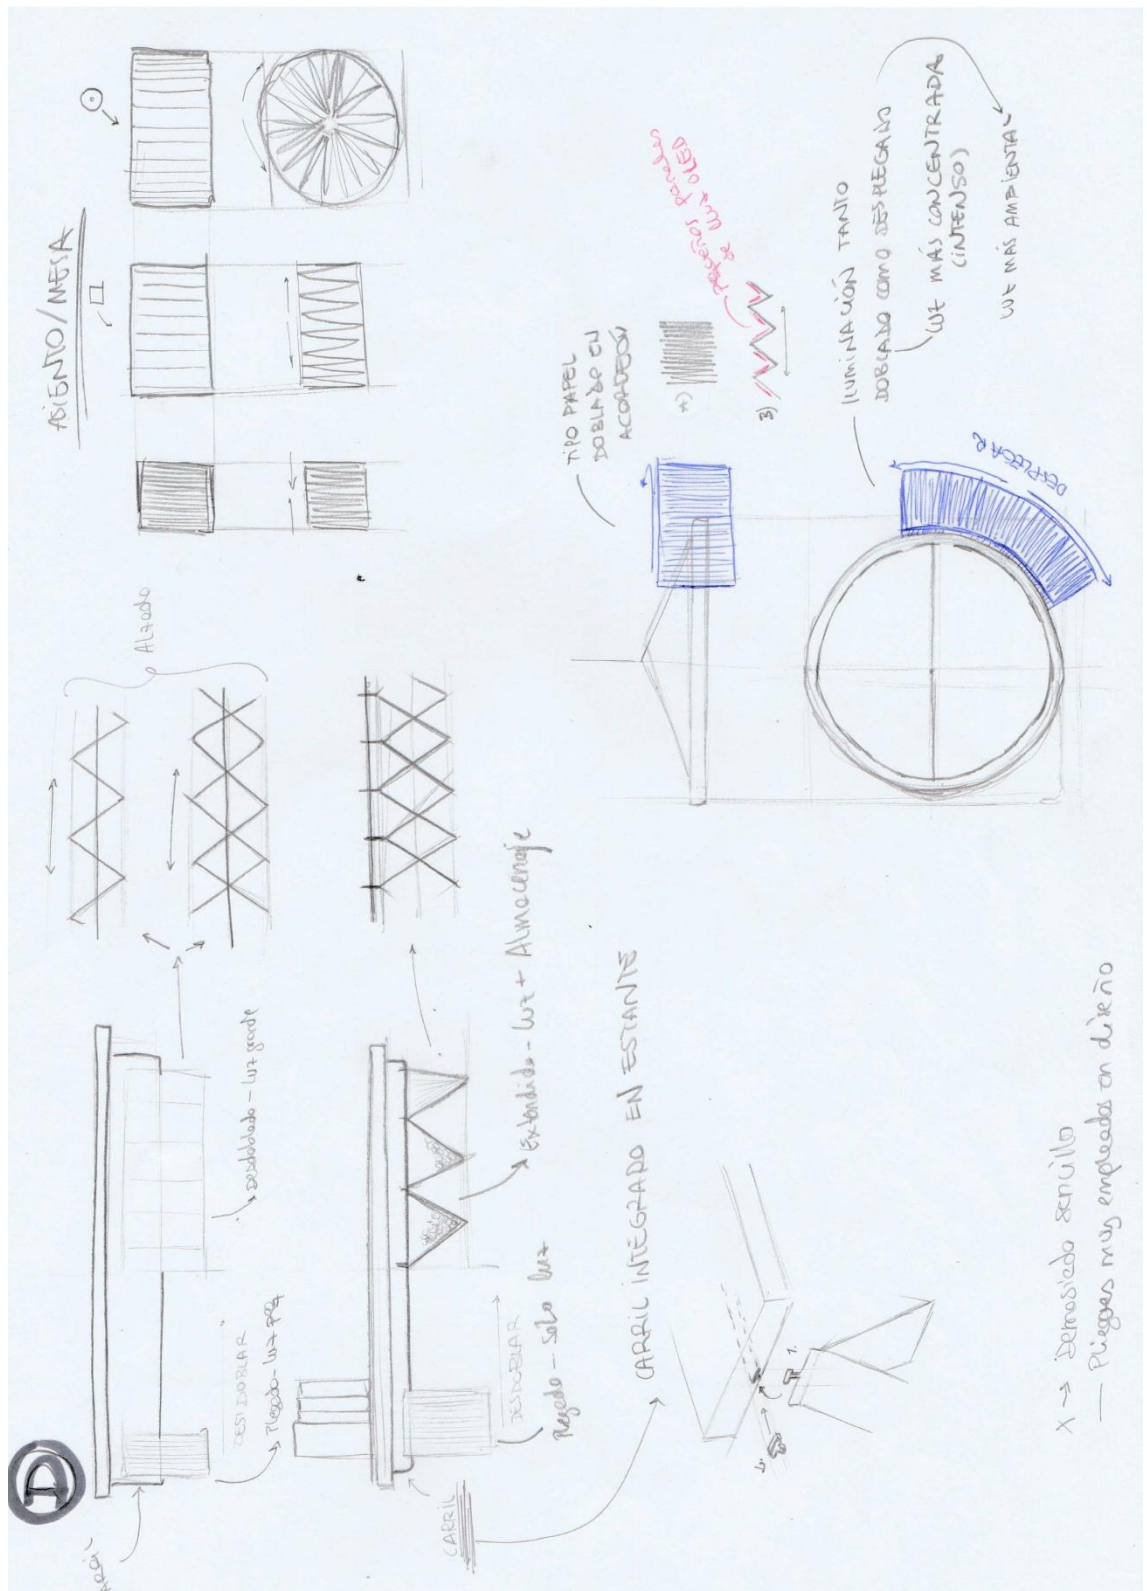 A
CARRIL
DESDOBLAR
Plegado - luz peq
Desdoblado - luz grande
Alzado
ASIENTO/MESA
CARRIL
DESDOBLAR
Plegado - solo luz
Extendido - luz + Almacenaje
CARRIL INTEGRADO EN ESTANTE
1.
TIPO PAPEL
DOBLADO EN
ACORDEÓN
A)
B)
pequeños paneles
de luz OLED
DESPLEGAR
ILUMINACIÓN TANTO
DOBLADO COMO DESPLEGADO
LUZ MÁS CONCENTRADA
(INTENSO)
LUZ MÁS AMBIENTAL
X → Demasiado sencillo
— Pliegues muy empleados en diseño